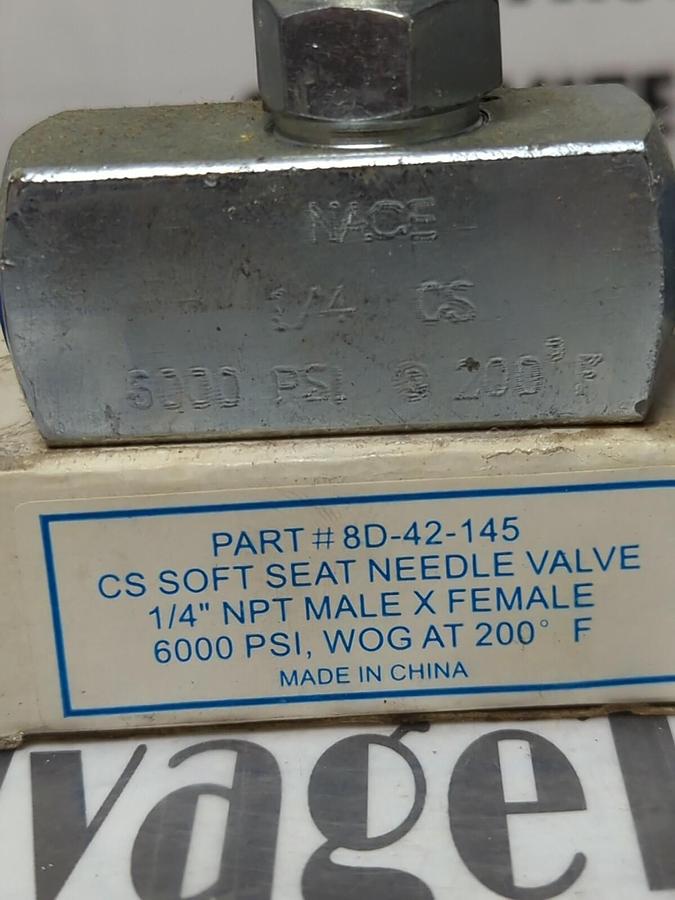 NACE
1/4 CS
6000 PSI @ 200° F
PART # 8D-42-145
CS SOFT SEAT NEEDLE VALVE
1/4" NPT MALE X FEMALE
6000 PSI, WOG AT 200° F
MADE IN CHINA
vage